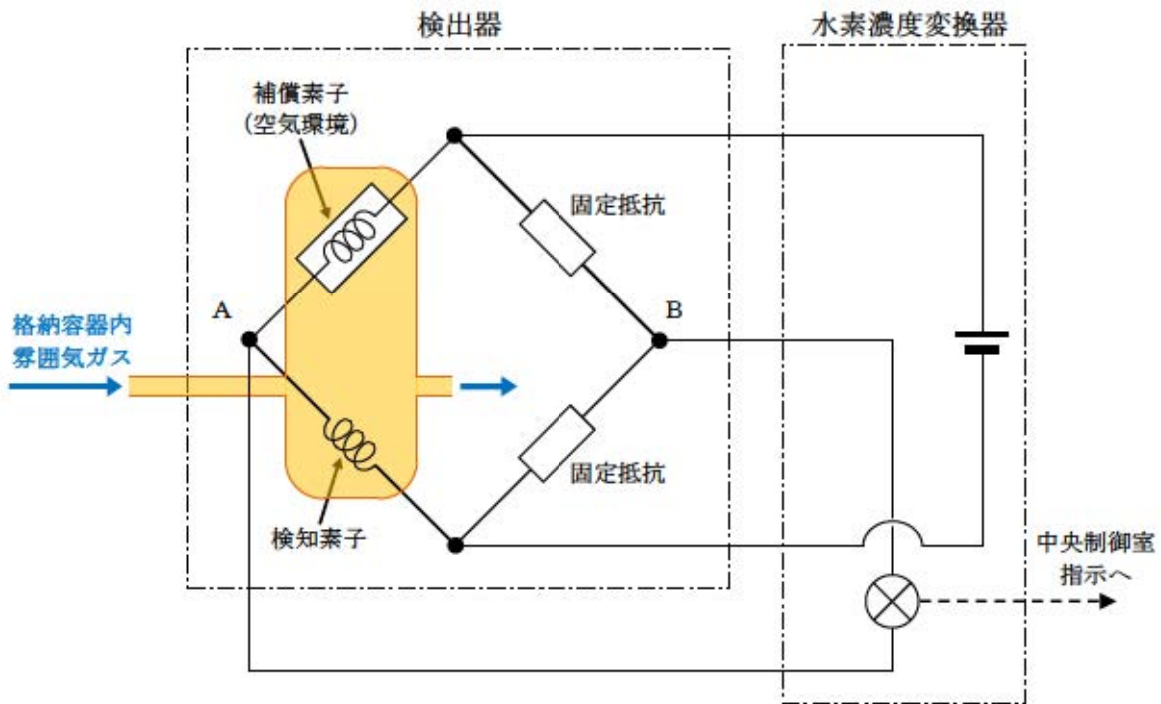 検出器
水素濃度変換器
補償素子
(空気環境)
固定抵抗
A
B
格納容器内
雰囲気ガス
固定抵抗
検知素子
中央制御室
指示へ